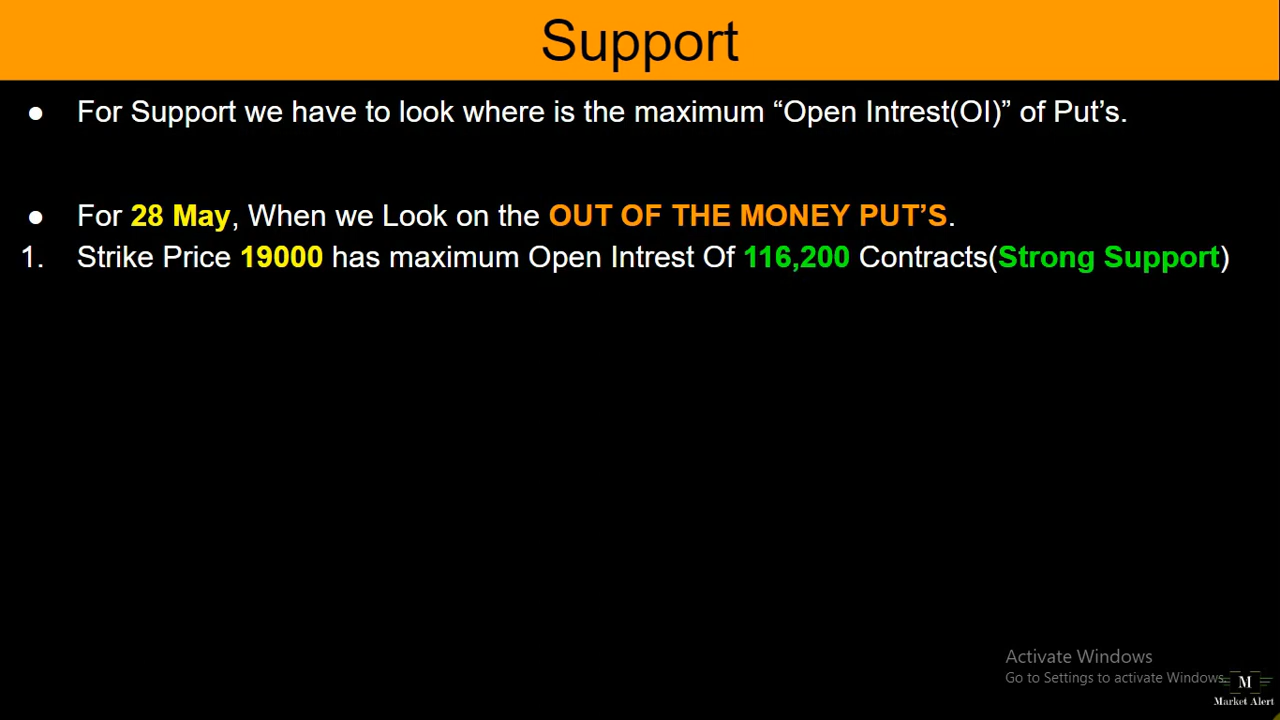 Support
● For Support we have to look where is the maximum “Open Intrest(OI)” of Put’s.
● For 28 May, When we Look on the OUT OF THE MONEY PUT’S.
1. Strike Price 19000 has maximum Open Intrest Of 116,200 Contracts(Strong Support)
Activate Windows
Go to Settings to activate Windows.
M
Market Alert